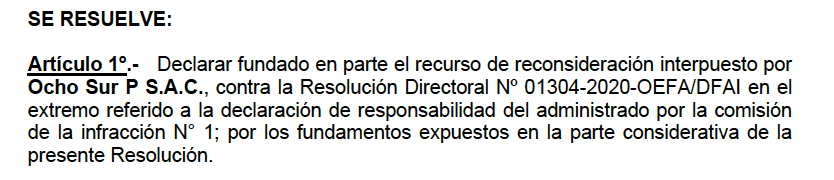 SE RESUELVE:
Artículo 1º.- Declarar fundado en parte el recurso de reconsideración interpuesto por
Ocho Sur P S.A.C., contra la Resolución Directoral Nº 01304-2020-OEFA/DFAI en el
extremo referido a la declaración de responsabilidad del administrado por la comisión
de la infracción N° 1; por los fundamentos expuestos en la parte considerativa de la
presente Resolución.